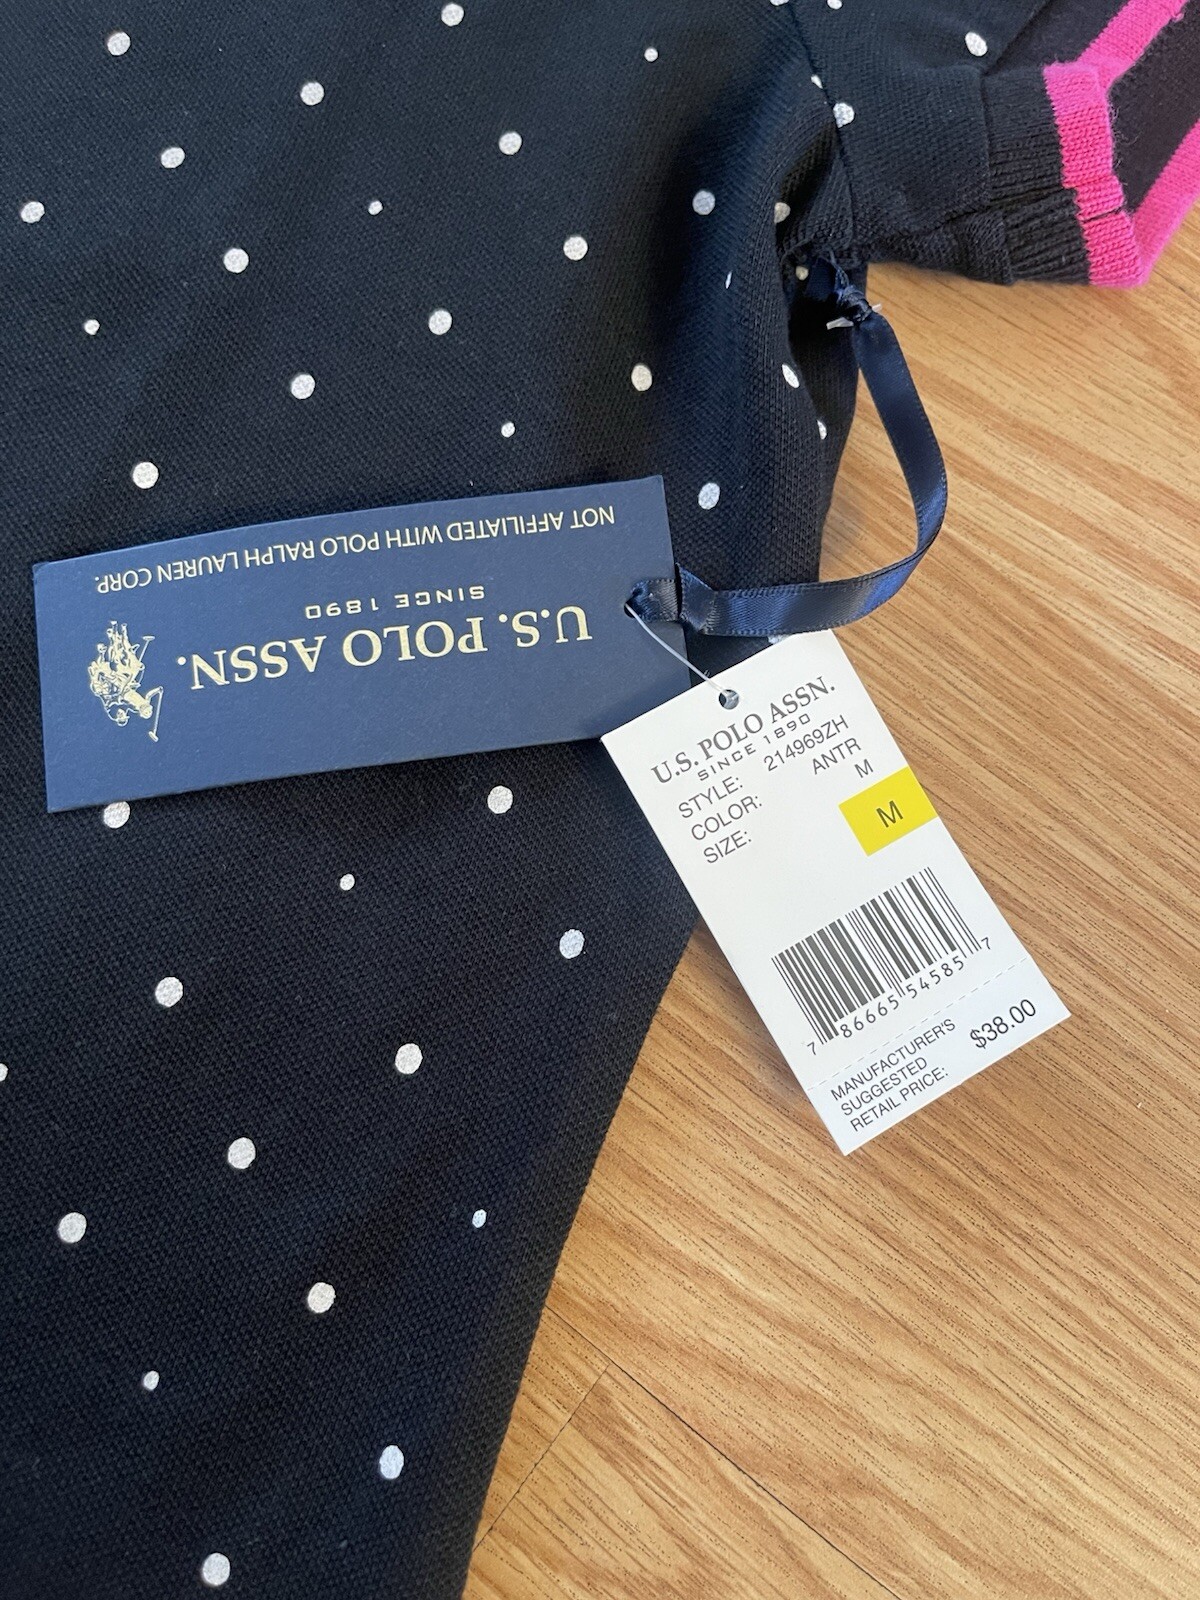 U.S. POLO ASSN.
SINCE 1890
NOT AFFILIATED WITH POLO RALPH LAUREN CORP.
U.S. POLO ASSN.
SINCE 1890
STYLE: 214969ZH
COLOR: ANTR
SIZE: M
M
7 86665 54585 7
MANUFACTURER'S
SUGGESTED
RETAIL PRICE: $38.00